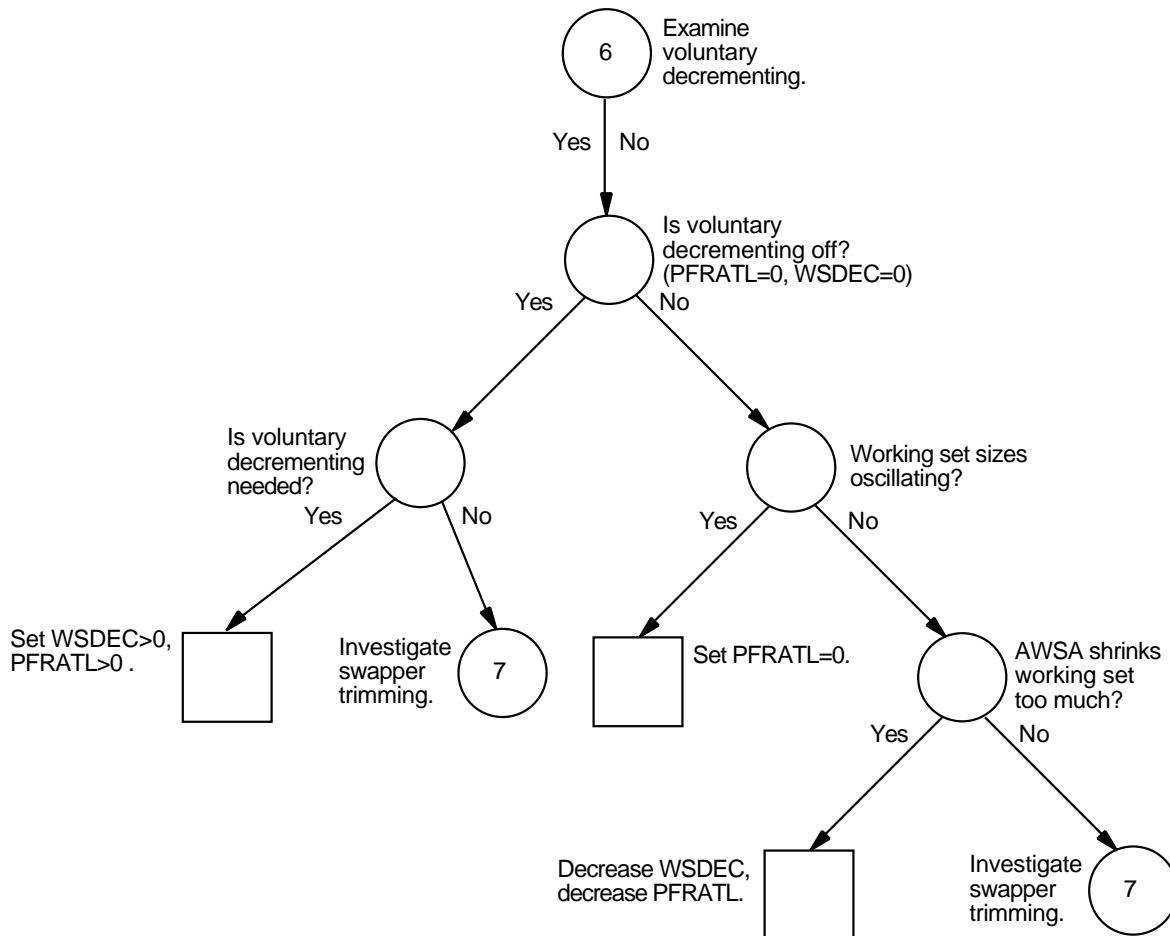 6
Examine
voluntary
decrementing.
Yes
No
Is voluntary
decrementing off?
(PFRATL=0, WSDEC=0)
Yes
No
Is voluntary
decrementing
needed?
Working set sizes
oscillating?
Yes
No
Yes
No
Set WSDEC>0,
PFRATL>0 .
Investigate
swapper
trimming.
7
Set PFRATL=0.
AWSA shrinks
working set
too much?
Yes
No
Decrease WSDEC,
decrease PFRATL.
Investigate
swapper
trimming.
7